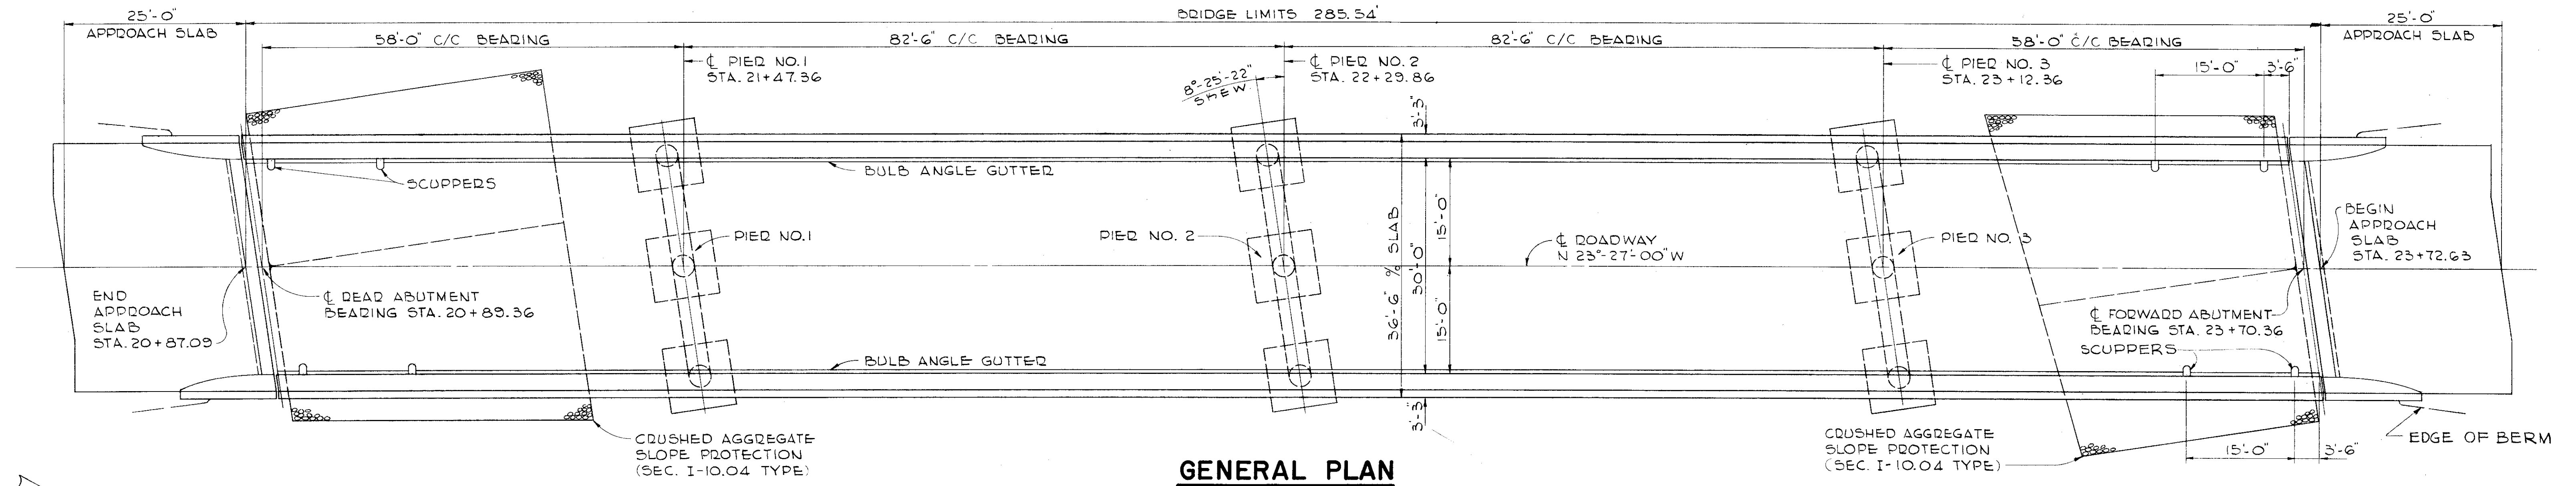 25'-0"
APPROACH SLAB
BRIDGE LIMITS 285.54'
25'-0"
APPROACH SLAB
58'-0" C/C BEARING
82'-6" C/C BEARING
82'-6" C/C BEARING
58'-0" C/C BEARING
℄ PIER NO. 1
STA. 21+47.36
℄ PIER NO. 2
STA. 22+29.86
℄ PIER NO. 3
STA. 23+12.36
15'-0"
3'-6"
8°-25'-22"
SKEW
3'-3"
SCUPPERS
BULB ANGLE GUTTER
PIER NO. 1
PIER NO. 2
36'-6" % SLAB
30'-0"
15'-0"
15'-0"
℄ ROADWAY
N 23°-27'-00" W
PIER NO. 3
BEGIN
APPROACH
SLAB
STA. 23+72.63
END
APPROACH
SLAB
STA. 20+87.09
℄ REAR ABUTMENT
BEARING STA. 20+89.36
℄ FORWARD ABUTMENT
BEARING STA. 23+70.36
SCUPPERS
BULB ANGLE GUTTER
3'-3"
CRUSHED AGGREGATE
SLOPE PROTECTION
(SEC. I-10.04 TYPE)
CRUSHED AGGREGATE
SLOPE PROTECTION
(SEC. I-10.04 TYPE)
15'-0"
3'-6"
EDGE OF BERM
GENERAL PLAN